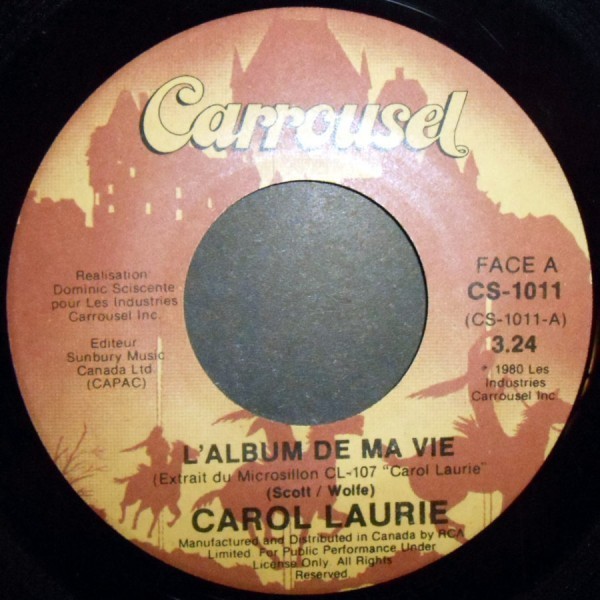 Carrousel
Realisation:
Dominic Sciscente
pour Les Industries
Carrousel Inc.
Editeur
Sunbury Music
Canada Ltd.
(CAPAC)
FACE A
CS-1011
(CS-1011-A)
3.24
* 1980 Les
Industries
Carrousel Inc.
L'ALBUM DE MA VIE
(Extrait du Microsillon CL-107 "Carol Laurie"
(Scott / Wolfe)
CAROL LAURIE
Manufactured and Distributed in Canada by RCA
Limited. For Public Performance Under
License Only. All Rights
Reserved.